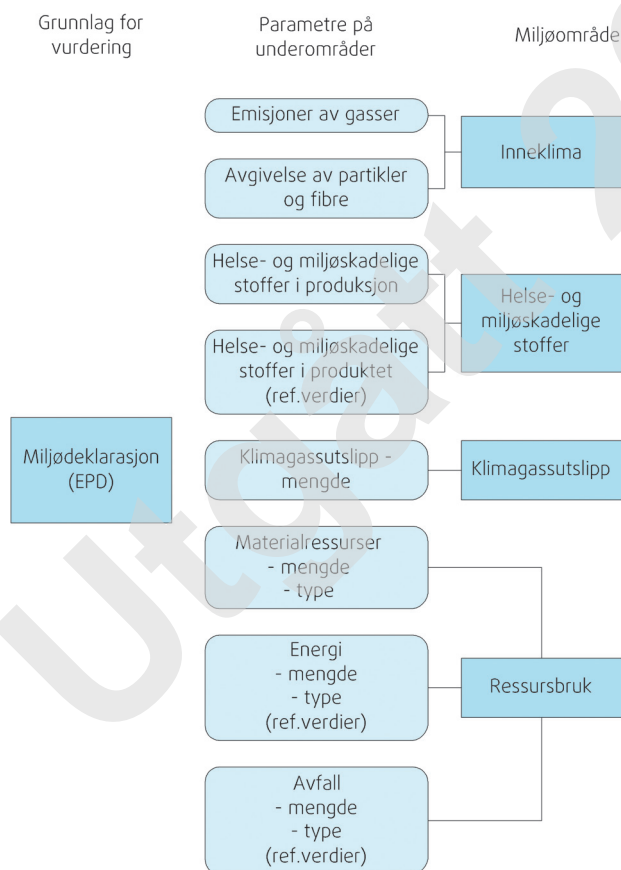 Grunnlag for
vurdering
Parametre på
underområder
Miljøområde
Emisjoner av gasser
Avgivelse av partikler
og fibre
Inneklima
Helse- og miljøskadelige
stoffer i produksjon
Helse- og miljøskadelige
stoffer i produktet
(ref.verdier)
Helse- og
miljøskadelige
stoffer
Miljødeklarasjon
(EPD)
Klimagassutslipp -
mengde
Klimagassutslipp
Materialressurser
- mengde
- type
Energi
- mengde
- type
(ref.verdier)
Ressursbruk
Avfall
- mengde
- type
(ref.verdier)
Utgått 2